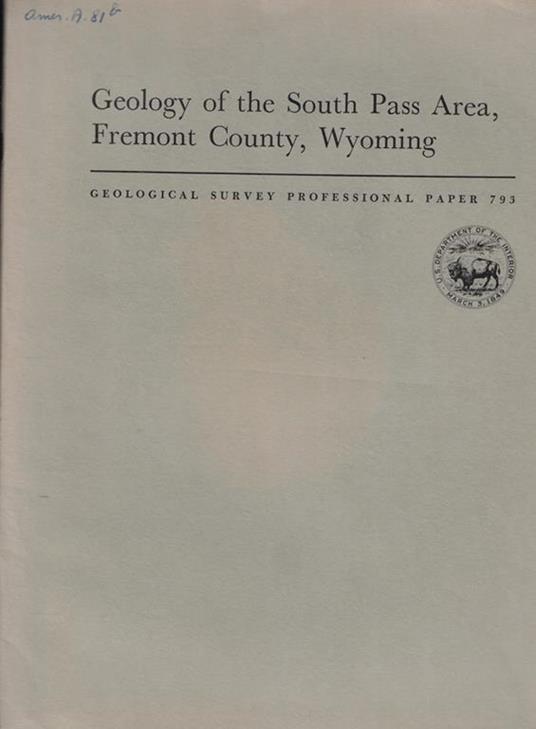 Amer. A. 81 b
Geology of the South Pass Area,
Fremont County, Wyoming
GEOLOGICAL SURVEY PROFESSIONAL PAPER 793
U.S. DEPARTMENT OF THE INTERIOR
MARCH 3, 1849